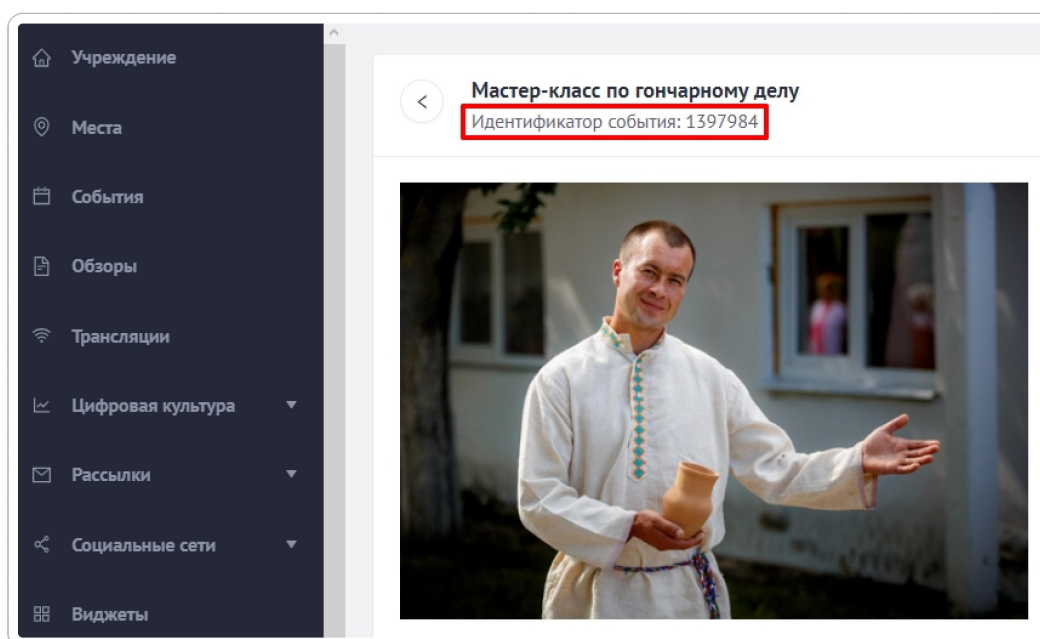 Учреждение
Места
События
Обзоры
Трансляции
Цифровая культура
Рассылки
Социальные сети
Виджеты
Мастер-класс по гончарному делу
Идентификатор события: 1397984